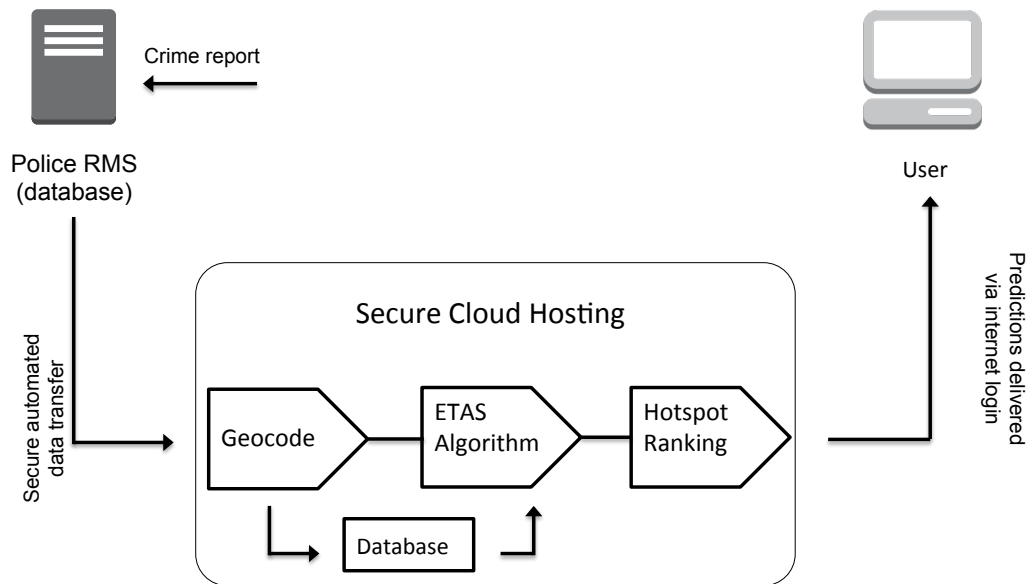 Crime report
Police RMS
(database)
User
Secure automated
data transfer
Secure Cloud Hosting
Geocode
ETAS
Algorithm
Hotspot
Ranking
Database
Predictions delivered
via internet login